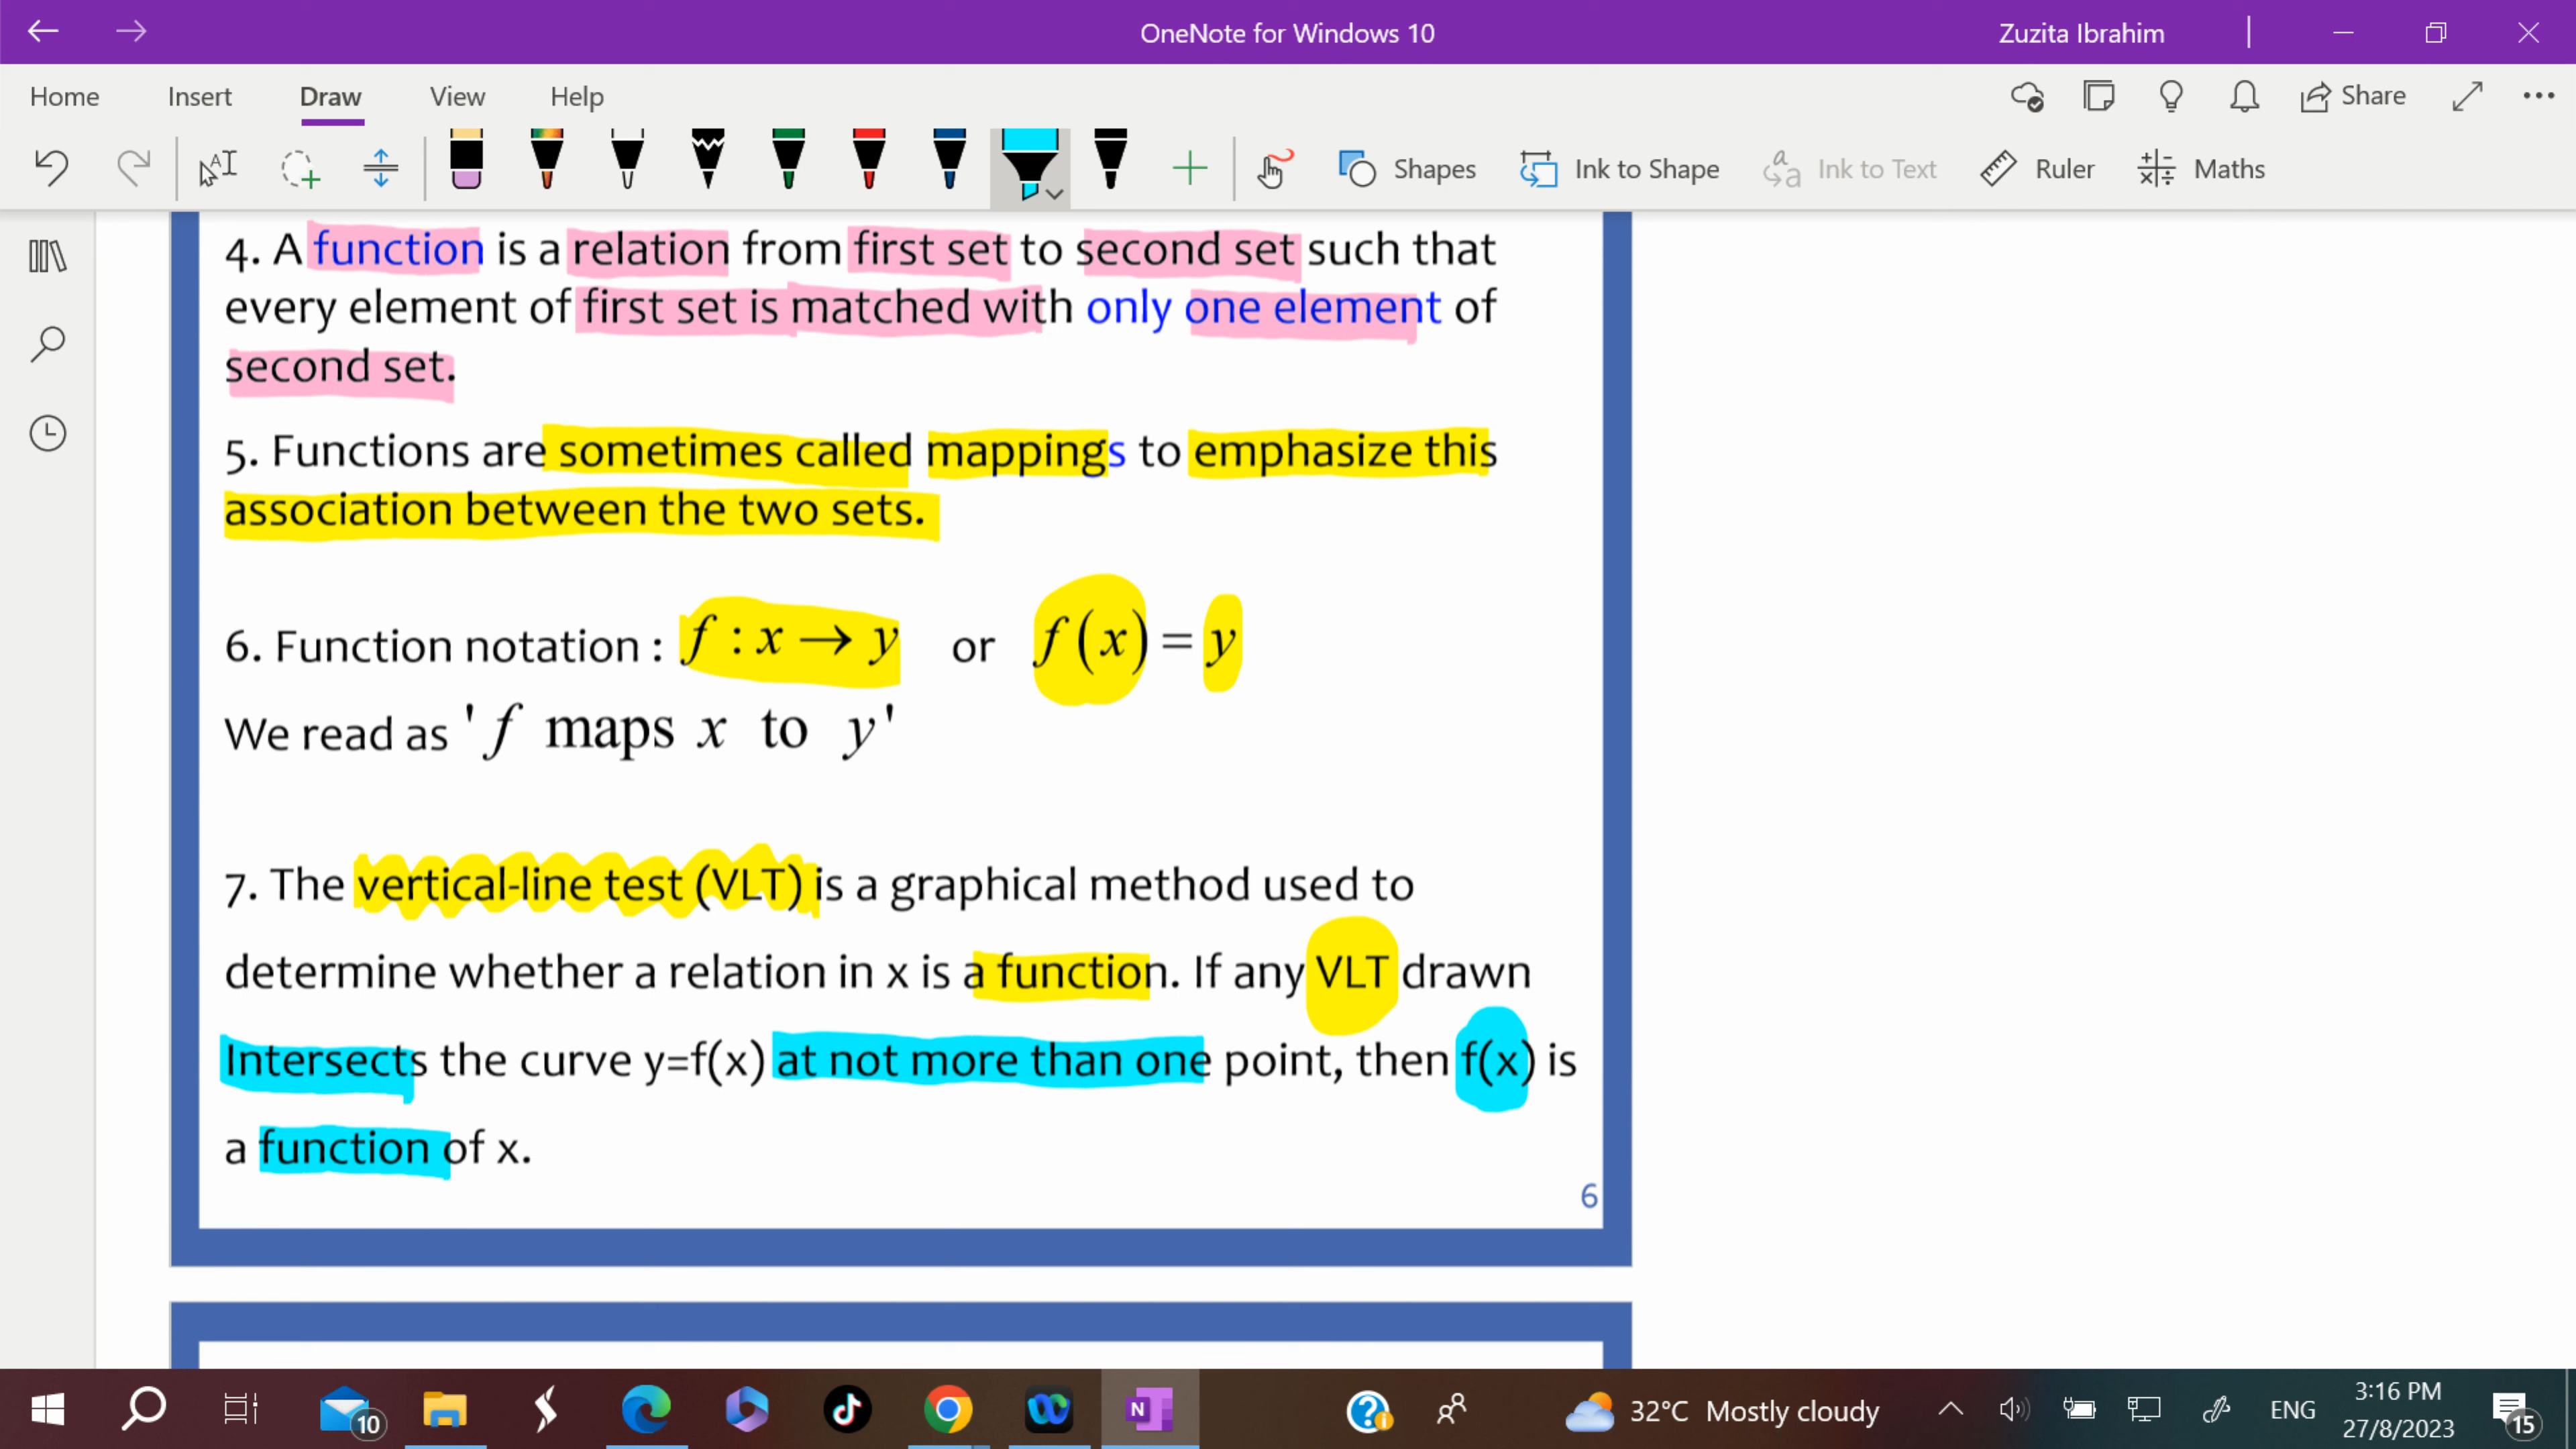 OneNote for Windows 10
Zuzita Ibrahim
Home Insert Draw View Help
Share
Shapes Ink to Shape Ink to Text Ruler Maths
4. A function is a relation from first set to second set such that
every element of first set is matched with only one element of
second set.
5. Functions are sometimes called mappings to emphasize this
association between the two sets.
6. Function notation : f : x → y or f(x) = y
We read as 'f maps x to y'
7. The vertical-line test (VLT) is a graphical method used to
determine whether a relation in x is a function. If any VLT drawn
Intersects the curve y=f(x) at not more than one point, then f(x) is
a function of x.
6
10
32°C Mostly cloudy
ENG
3:16 PM
27/8/2023
15